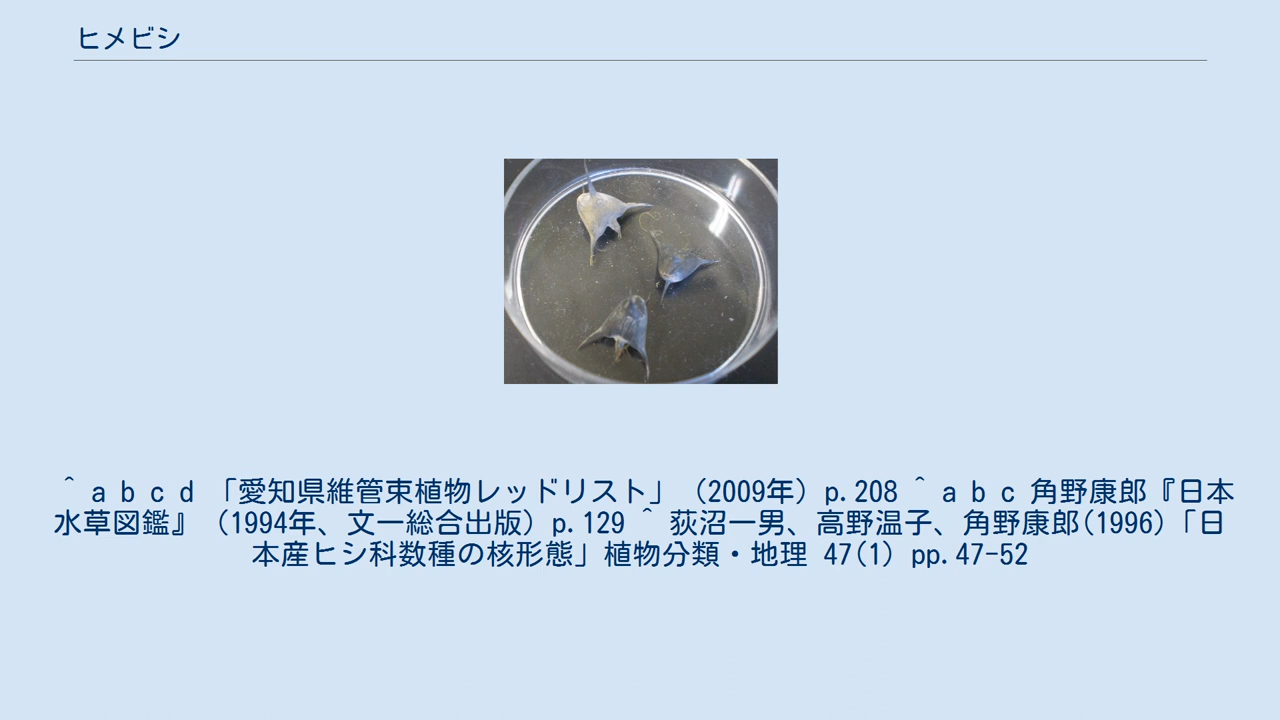 ヒメビシ
^ a b c d 「愛知県維管束植物レッドリスト」（2009年）p.208 ^ a b c 角野康郎『日本
水草図鑑』（1994年、文一総合出版）p.129 ^ 荻沼一男、高野温子、角野康郎(1996)「日
本産ヒシ科数種の核形態」植物分類・地理 47(1) pp.47-52